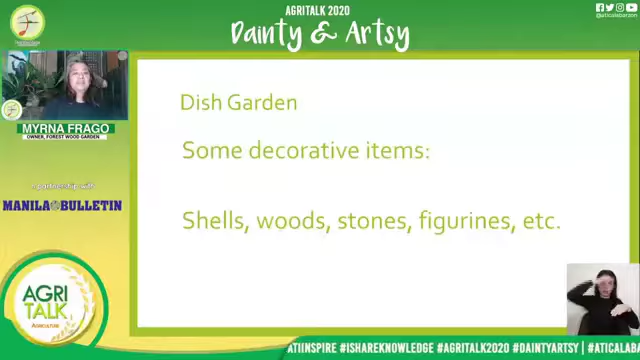 AGRITALK 2020
Dainty & Artsy
@aticalabarzon
MYRNA FRAGO
OWNER, FOREST WOOD GARDEN
In partnership with
MANILA BULLETIN
AGRI
TALK
AGRICULTURE
Dish Garden
Some decorative items:
Shells, woods, stones, figurines, etc.
ATIINSPIRE #ISHAREKNOWLEDGE #AGRITALK2020 #DAINTYARTSY | #ATICALABA